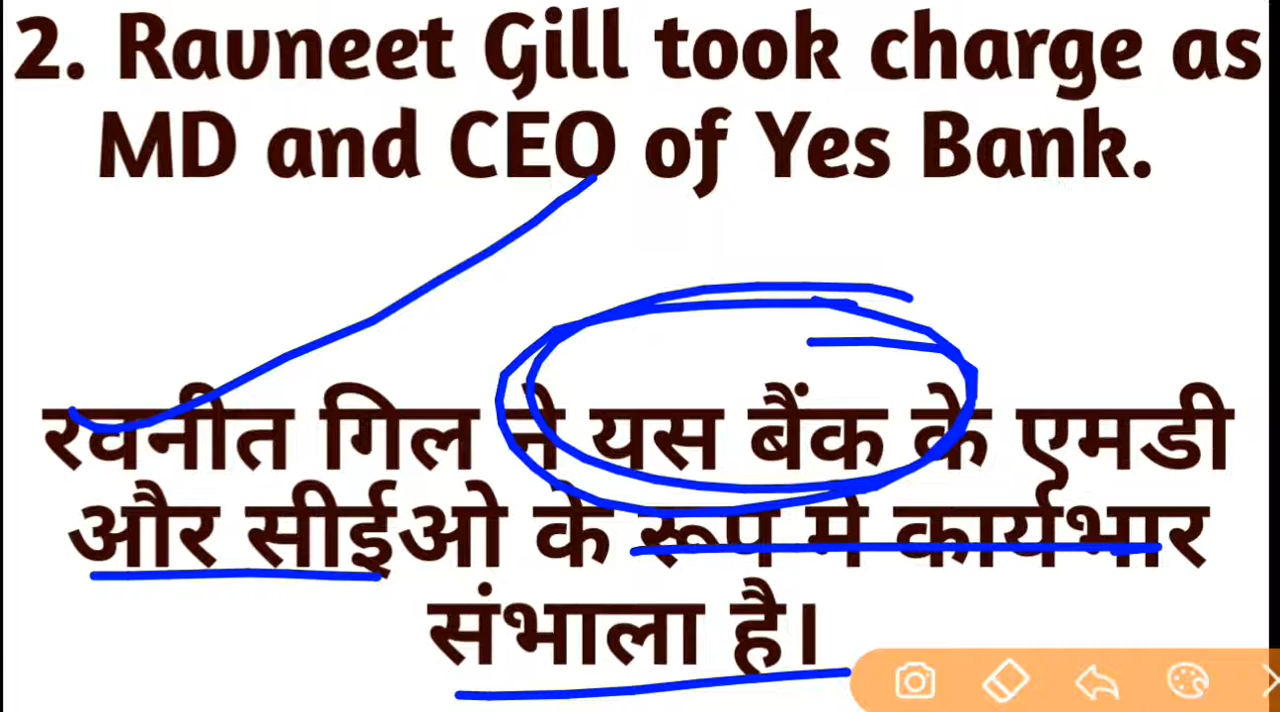 2. Ravneet Gill took charge as
MD and CEO of Yes Bank.
रवनीत गिल ने यस बैंक के एमडी
और सीईओ के रूप में कार्यभार
संभाला है।